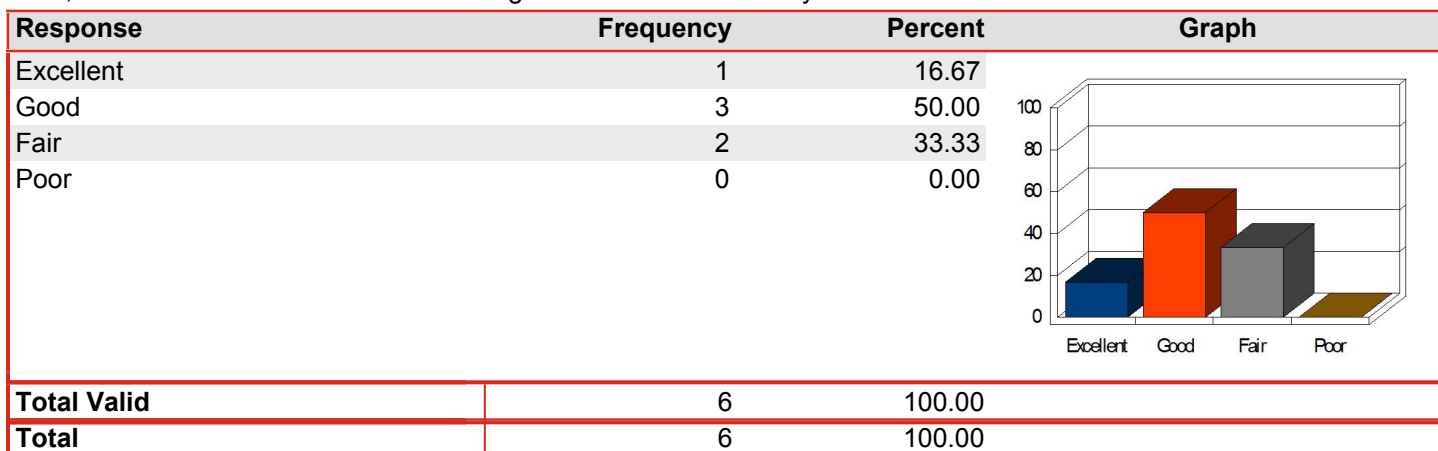 Response Frequency Percent Graph
Excellent 1 16.67
Good 3 50.00
Fair 2 33.33
Poor 0 0.00
100
80
60
40
20
0
Excellent Good Fair Poor
Total Valid 6 100.00
Total 6 100.00